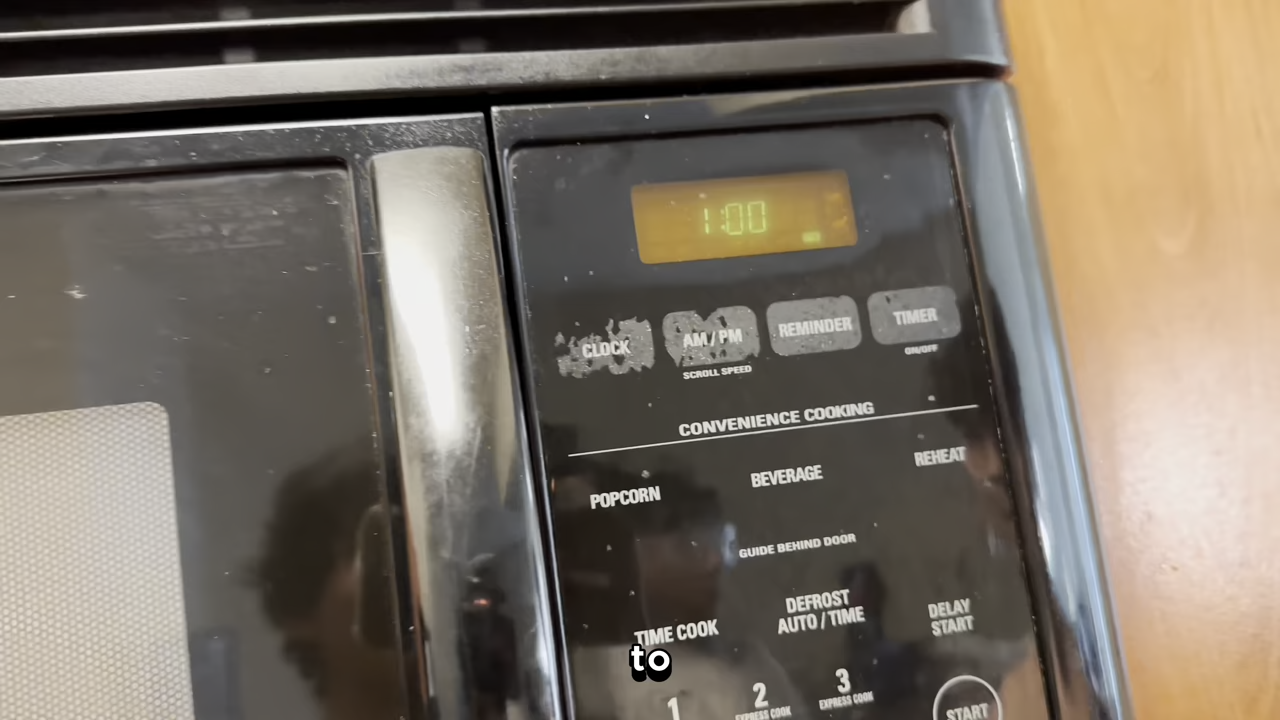 1:00
CLOCK
AM / PM
REMINDER
TIMER
SCROLL SPEED
ON/OFF
CONVENIENCE COOKING
POPCORN
BEVERAGE
REHEAT
GUIDE BEHIND DOOR
TIME COOK
DEFROST
AUTO / TIME
DELAY
START
to
1
2
EXPRESS COOK
3
EXPRESS COOK
START